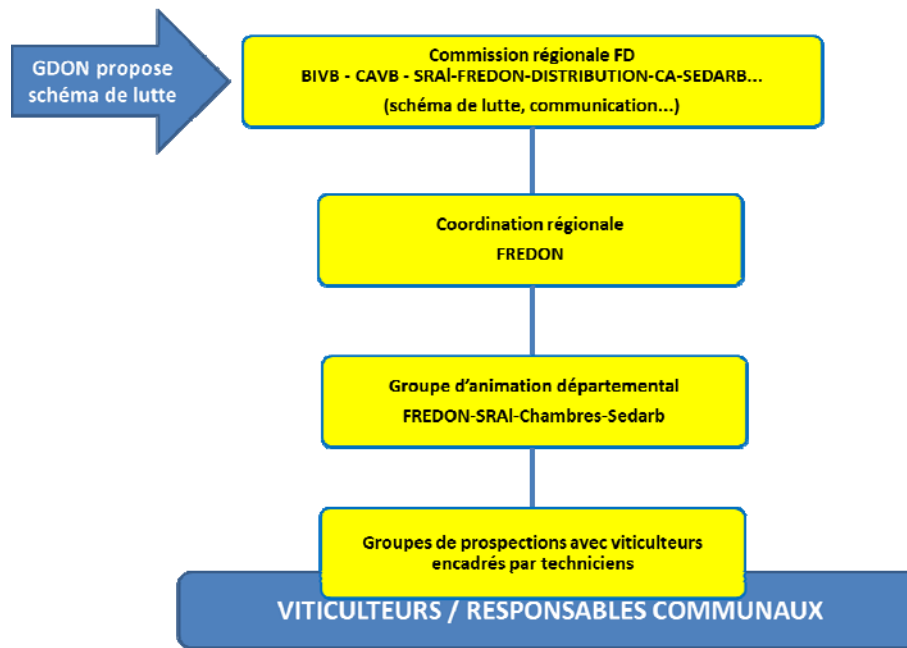 GDON propose
schéma de lutte
Commission régionale FD
BIVB - CAVB - SRAl-FREDON-DISTRIBUTION-CA-SEDARB...
(schéma de lutte, communication...)
Coordination régionale
FREDON
Groupe d'animation départemental
FREDON-SRAl-Chambres-Sedarb
Groupes de prospections avec viticulteurs
encadrés par techniciens
VITICULTEURS / RESPONSABLES COMMUNAUX